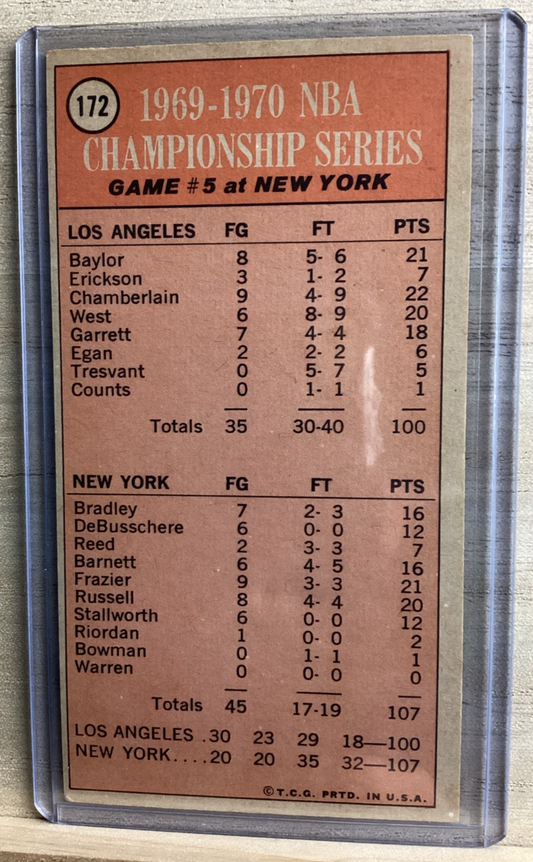 172
1969-1970 NBA
CHAMPIONSHIP SERIES
GAME #5 at NEW YORK
LOS ANGELES FG FT PTS
Baylor 8 5- 6 21
Erickson 3 1- 2 7
Chamberlain 9 4- 9 22
West 6 8- 9 20
Garrett 7 4- 4 18
Egan 2 2- 2 6
Tresvant 0 5- 7 5
Counts 0 1- 1 1
Totals 35 30-40 100
NEW YORK FG FT PTS
Bradley 7 2- 3 16
DeBusschere 6 0- 0 12
Reed 2 3- 3 7
Barnett 6 4- 5 16
Frazier 9 3- 3 21
Russell 8 4- 4 20
Stallworth 6 0- 0 12
Riordan 1 0- 0 2
Bowman 0 1- 1 1
Warren 0 0- 0 0
Totals 45 17-19 107
LOS ANGELES .30 23 29 18—100
NEW YORK....20 20 35 32—107
©T.C.G. PRTD. IN U.S.A.